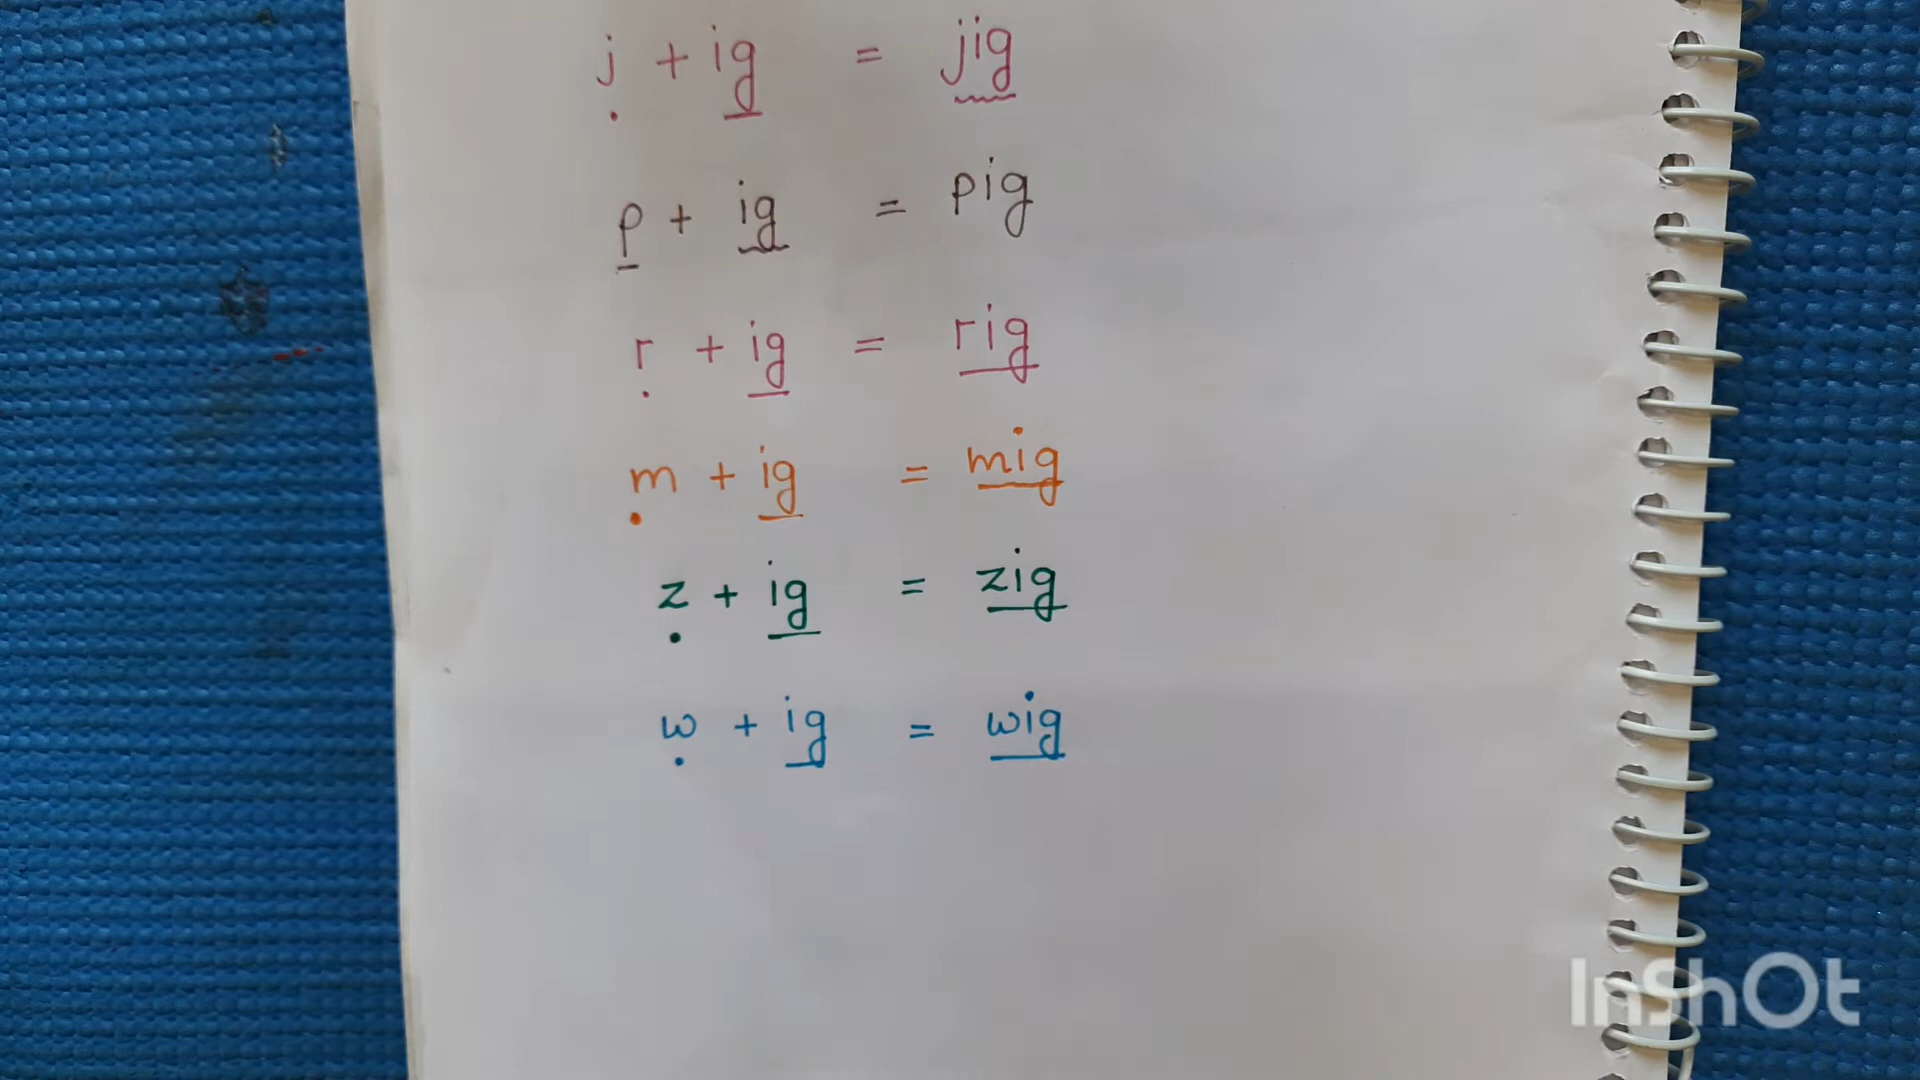 j + ig = jig
p + ig = pig
r + ig = rig
m + ig = mig
z + ig = zig
w + ig = wig
InShOt